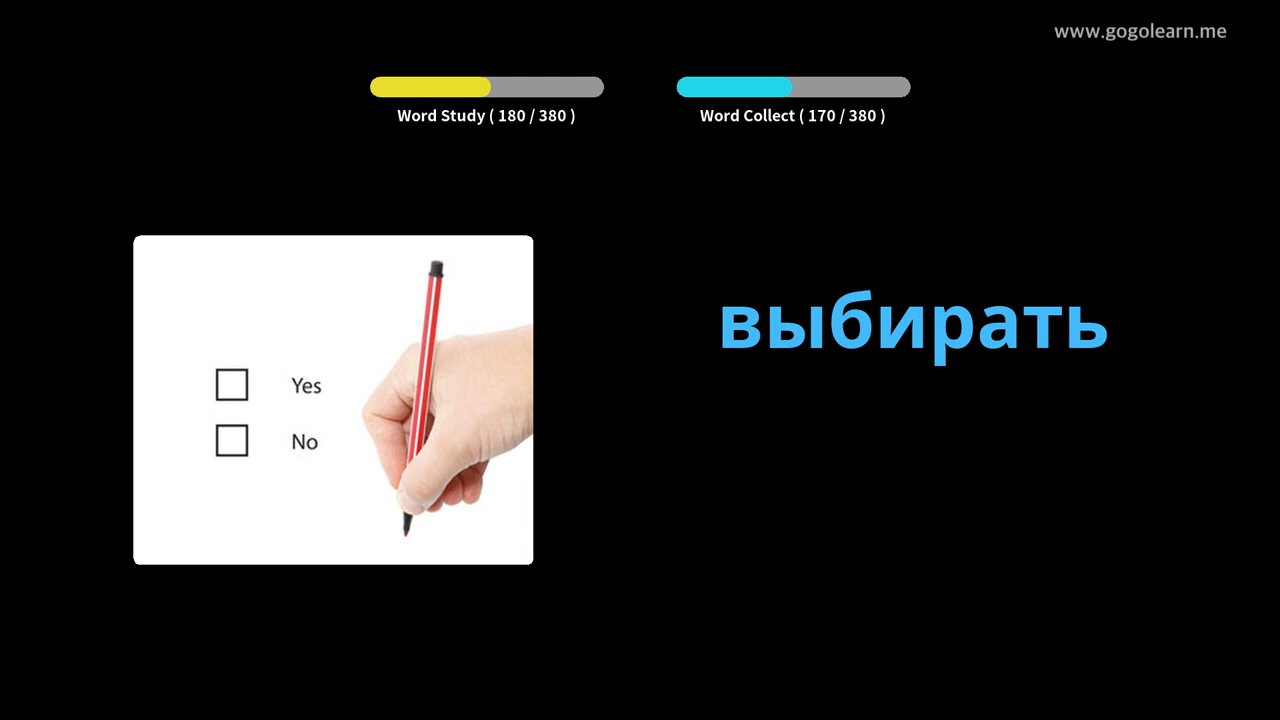 www.gogolearn.me
Word Study ( 180 / 380 )
Word Collect ( 170 / 380 )
Yes
No
выбирать